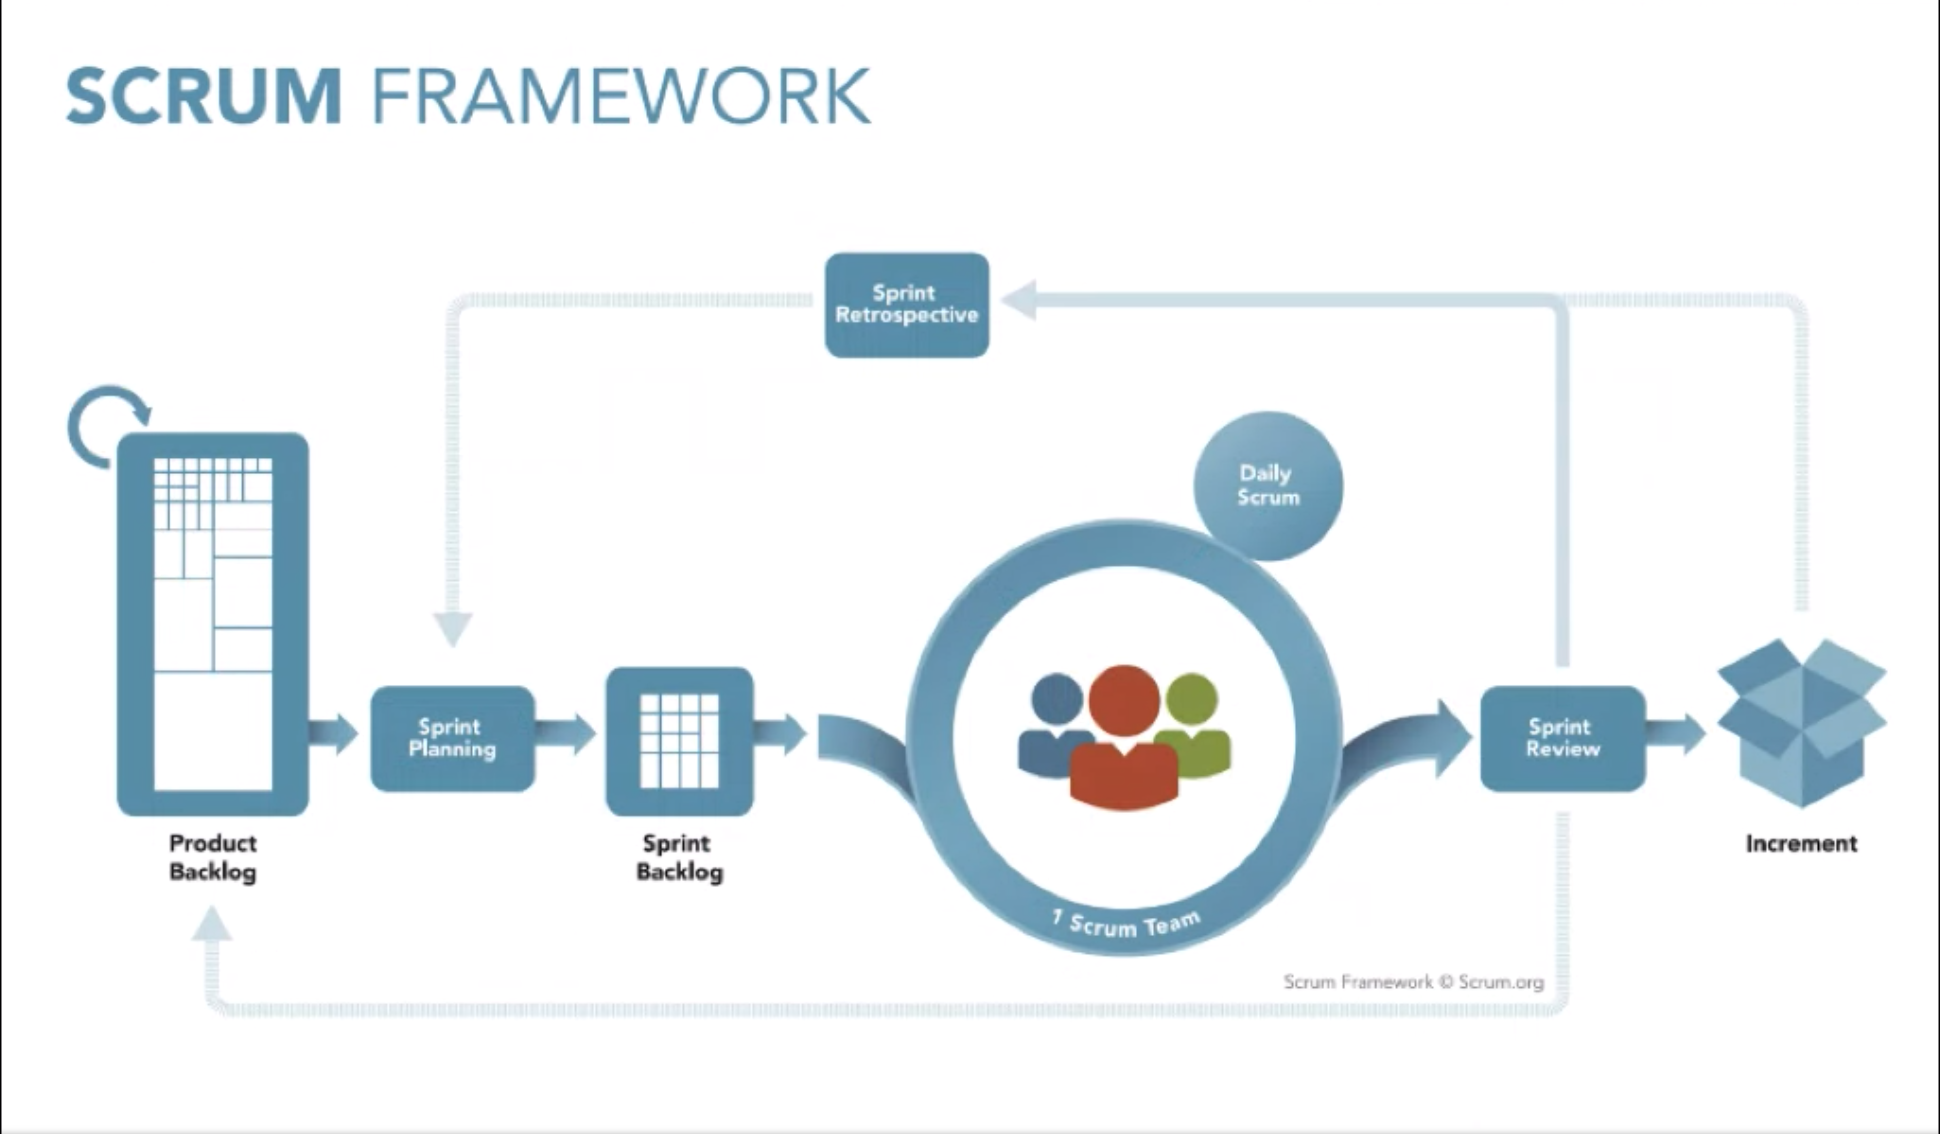 SCRUM FRAMEWORK
Sprint
Retrospective
Daily
Scrum
Sprint
Planning
Sprint
Review
Product
Backlog
Sprint
Backlog
Increment
1 Scrum Team
Scrum Framework © Scrum.org